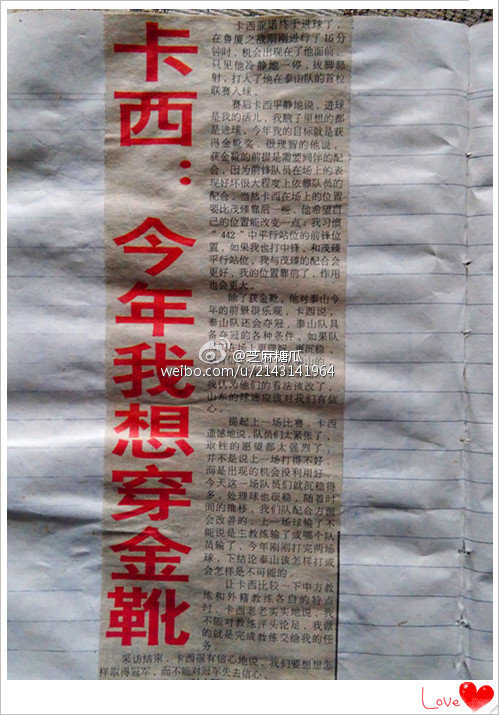 卡西：今年我想穿金靴
卡西亚诺终于进球了，
在鲁厦之战刚刚进行了16分
钟时，机会出现在了他面前，
只见他冷静地一停，拔脚怒
射，打入了他在泰山队的首粒
联赛入球。
赛后卡西平静地说，进球
是我的活儿，我脑子里想的都
是进球，今年我的目标就是获
得金靴奖。很理智的他说，
获金靴的前提是需要同伴的配
合，因为前锋队员在场上的表
现好坏很大程度上依靠队员的
配合，当然卡西在场上的位置
要比茂臻靠后一些，他希望自
己的位置能改变一点：我习惯
“442”中平行站位的前锋位
置，如果我也打中锋，和茂臻
平行站位，我与茂臻的配合会
更好，我的位置靠前了，作用
也会更大。
除了获金靴，他对泰山今
年的前景很乐观，卡西说，
泰山队还会夺冠，泰山队具
备夺冠的各种条件，如果队
@芝麻糖瓜
weibo.com/u/2143141964
我认为他们的看法该改了，
山东的球迷应该对我们有信
心。
提起上一场比赛，卡西
遗憾地说，队员们太紧张了，
取胜的愿望都太强烈了，
并不是说上一场打得不好，
而是出现的机会没利用好，
今天这一场队员们就沉稳得
多，处理球也很稳，随着时
间的推移，我们队配合方面
会改善的。上一场球输了不
能说是主教练输了或哪个队
员输了，今年刚刚打完两场
球，下结论泰山该怎样打或
会怎样是不可能的。
让卡西比较一下中方教
练和外籍教练各自的特点
时，卡西老老实实地说，我
不能对教练评头论足，我做
的就是完成教练交给我的任
务。
采访结束，卡西很有信心地说，我们要想想怎
样取得冠军，而不能对冠军失去信心。
Love